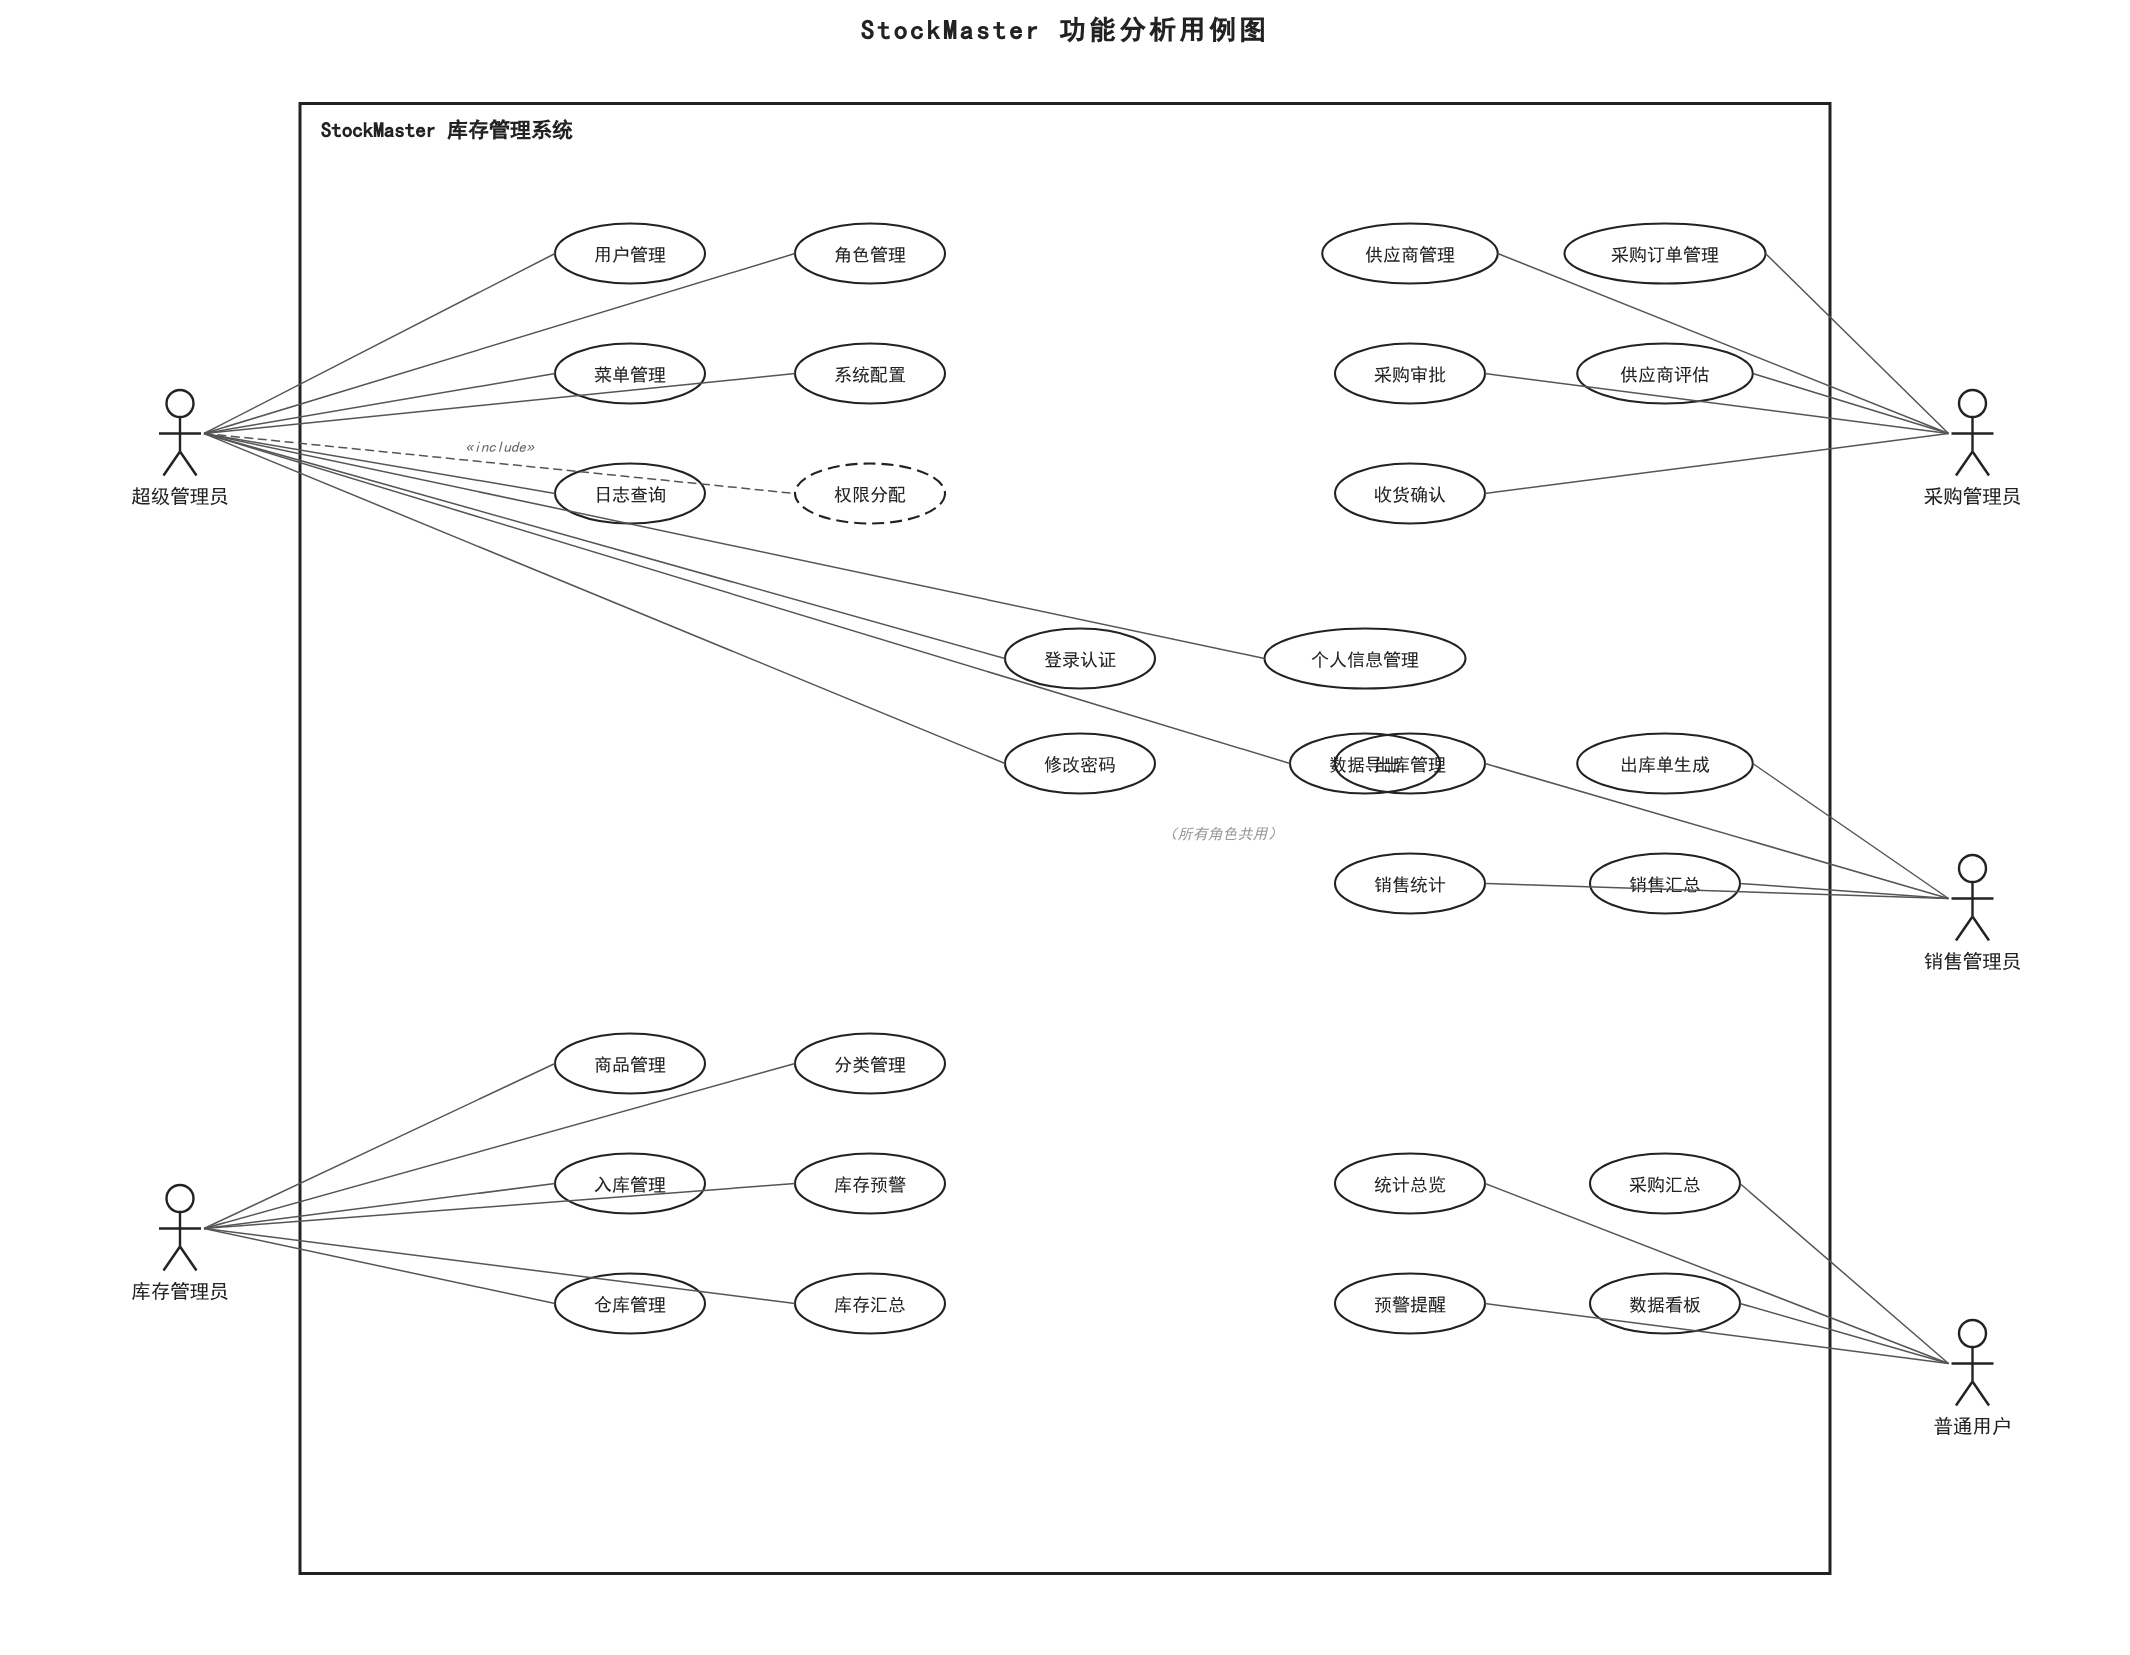 StockMaster 功能分析用例图
StockMaster 库存管理系统
用户管理
角色管理
供应商管理
采购订单管理
菜单管理
系统配置
采购审批
供应商评估
«include»
日志查询
权限分配
收货确认
超级管理员
采购管理员
登录认证
个人信息管理
修改密码
数据导出
出库管理
出库单生成
（所有角色共用）
销售统计
销售汇总
销售管理员
商品管理
分类管理
入库管理
库存预警
统计总览
采购汇总
库存管理员
仓库管理
库存汇总
预警提醒
数据看板
普通用户